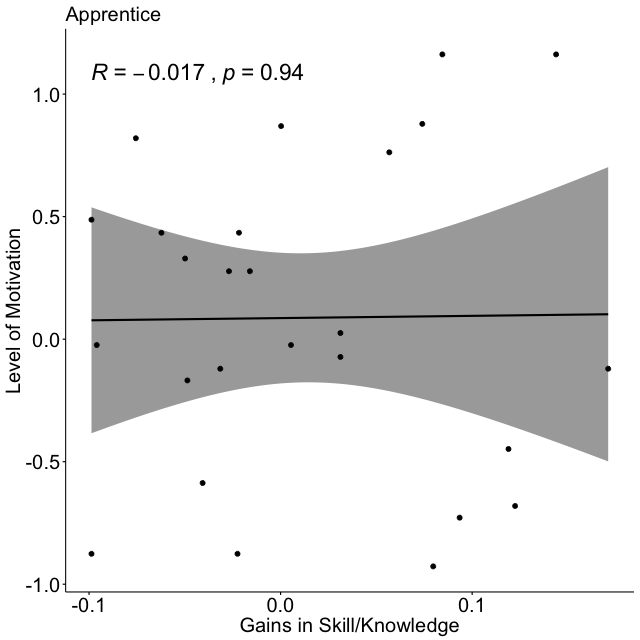 Apprentice
R = −0.017 , p = 0.94
Level of Motivation
1.0
0.5
0.0
-0.5
-1.0
-0.1
0.0
0.1
Gains in Skill/Knowledge